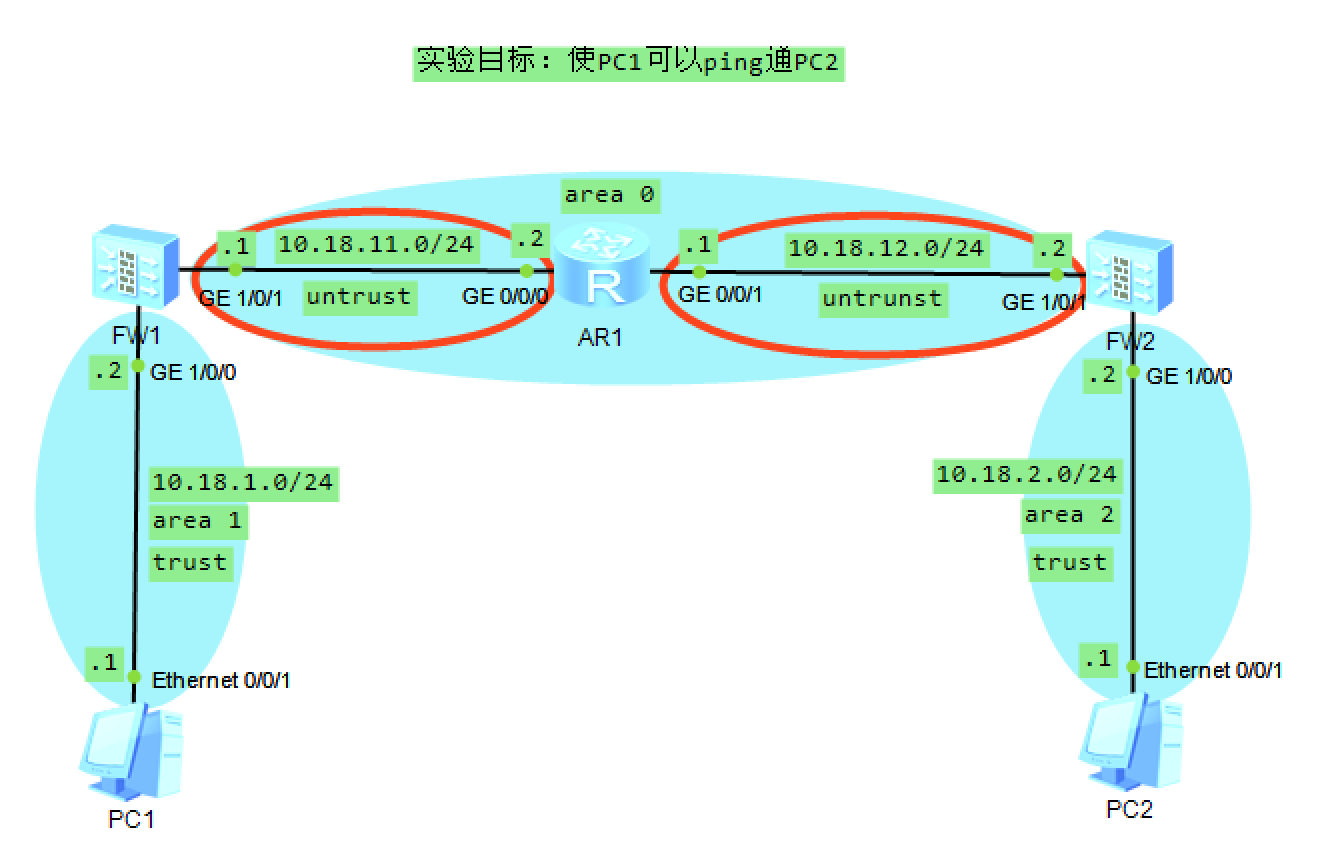 实验目标：使PC1可以ping通PC2
area 0
.1
10.18.11.0/24
.2
.1
10.18.12.0/24
.2
GE 1/0/1
untrust
GE 0/0/0
GE 0/0/1
untrunst
GE 1/0/1
FW1
AR1
FW2
.2
GE 1/0/0
.2
GE 1/0/0
10.18.1.0/24
area 1
trust
10.18.2.0/24
area 2
trust
.1
Ethernet 0/0/1
.1
Ethernet 0/0/1
R
PC1
PC2